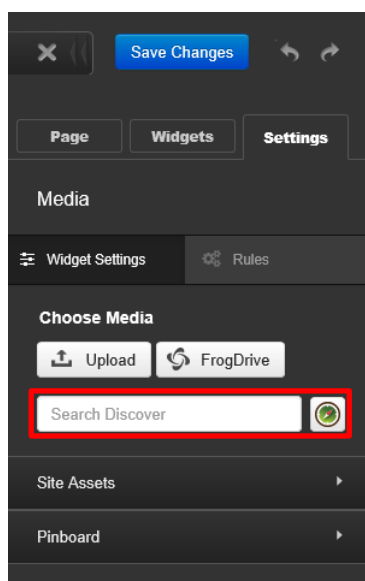 Save Changes
Page Widgets Settings
Media
Widget Settings Rules
Choose Media
Upload FrogDrive
Search Discover
Site Assets
Pinboard